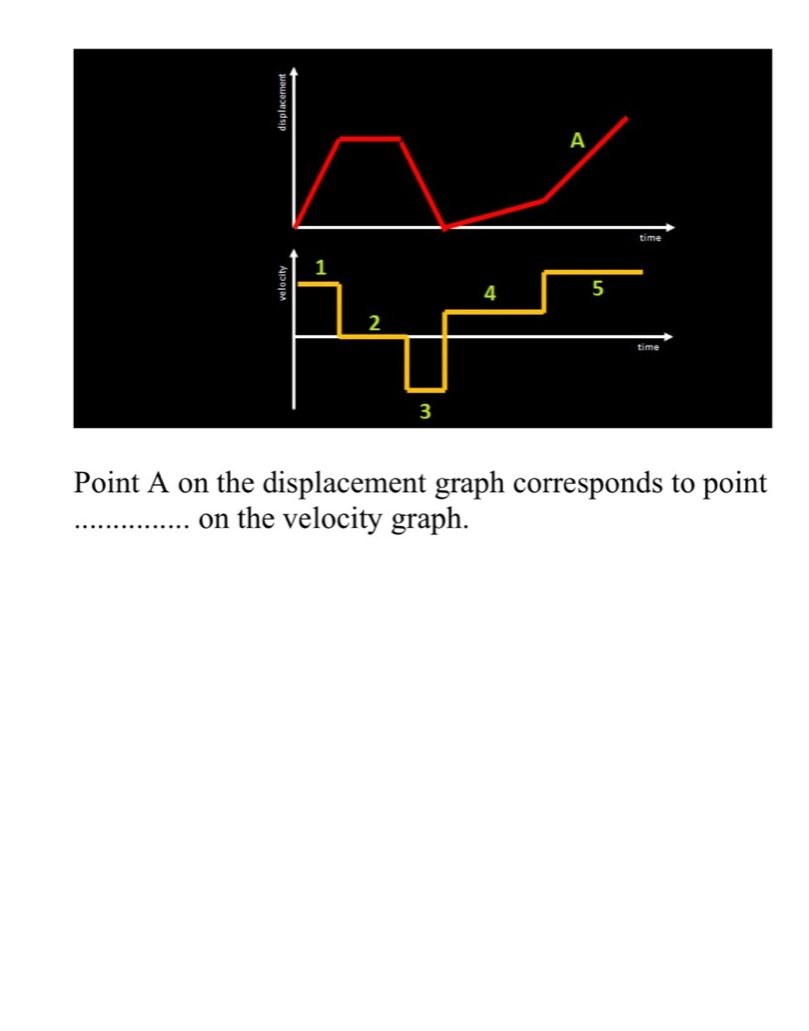 displacement
A
time
velocity
1
2
3
4
5
time
Point A on the displacement graph corresponds to point
............... on the velocity graph.